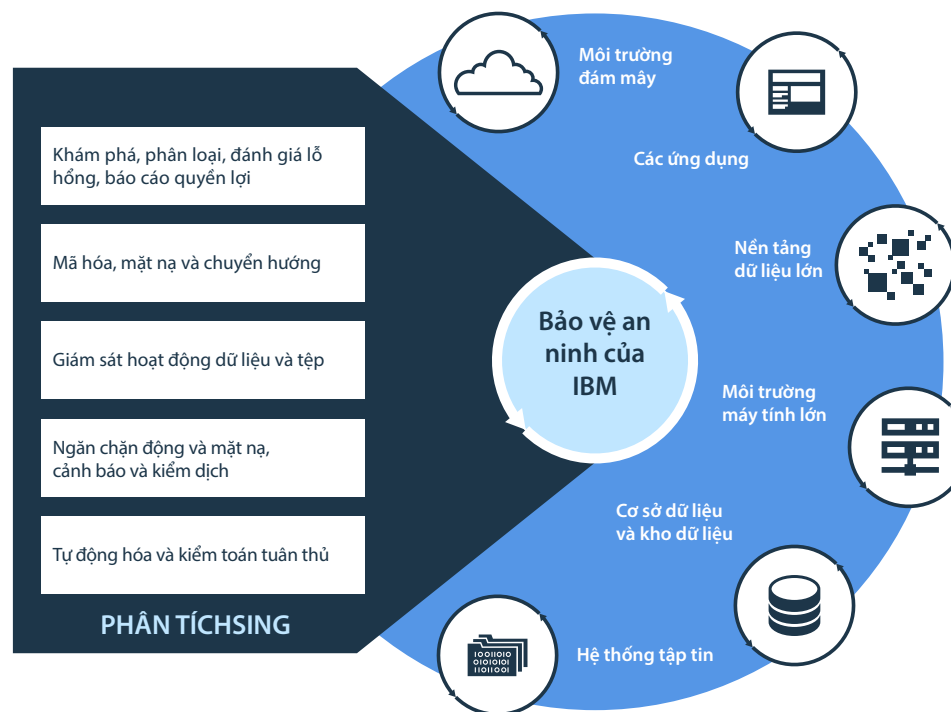 Khám phá, phân loại, đánh giá lỗ
hổng, báo cáo quyền lợi
Mã hóa, mặt nạ và chuyển hướng
Giám sát hoạt động dữ liệu và tệp
Ngăn chặn động và mặt nạ,
cảnh báo và kiểm dịch
Tự động hóa và kiểm toán tuân thủ
PHÂN TÍCHSING
Bảo vệ an
ninh của
IBM
Môi trường
đám mây
Các ứng dụng
Nền tảng
dữ liệu lớn
Môi trường
máy tính lớn
Cơ sở dữ liệu
và kho dữ liệu
Hệ thống tập tin
10011010
01010101
11011001